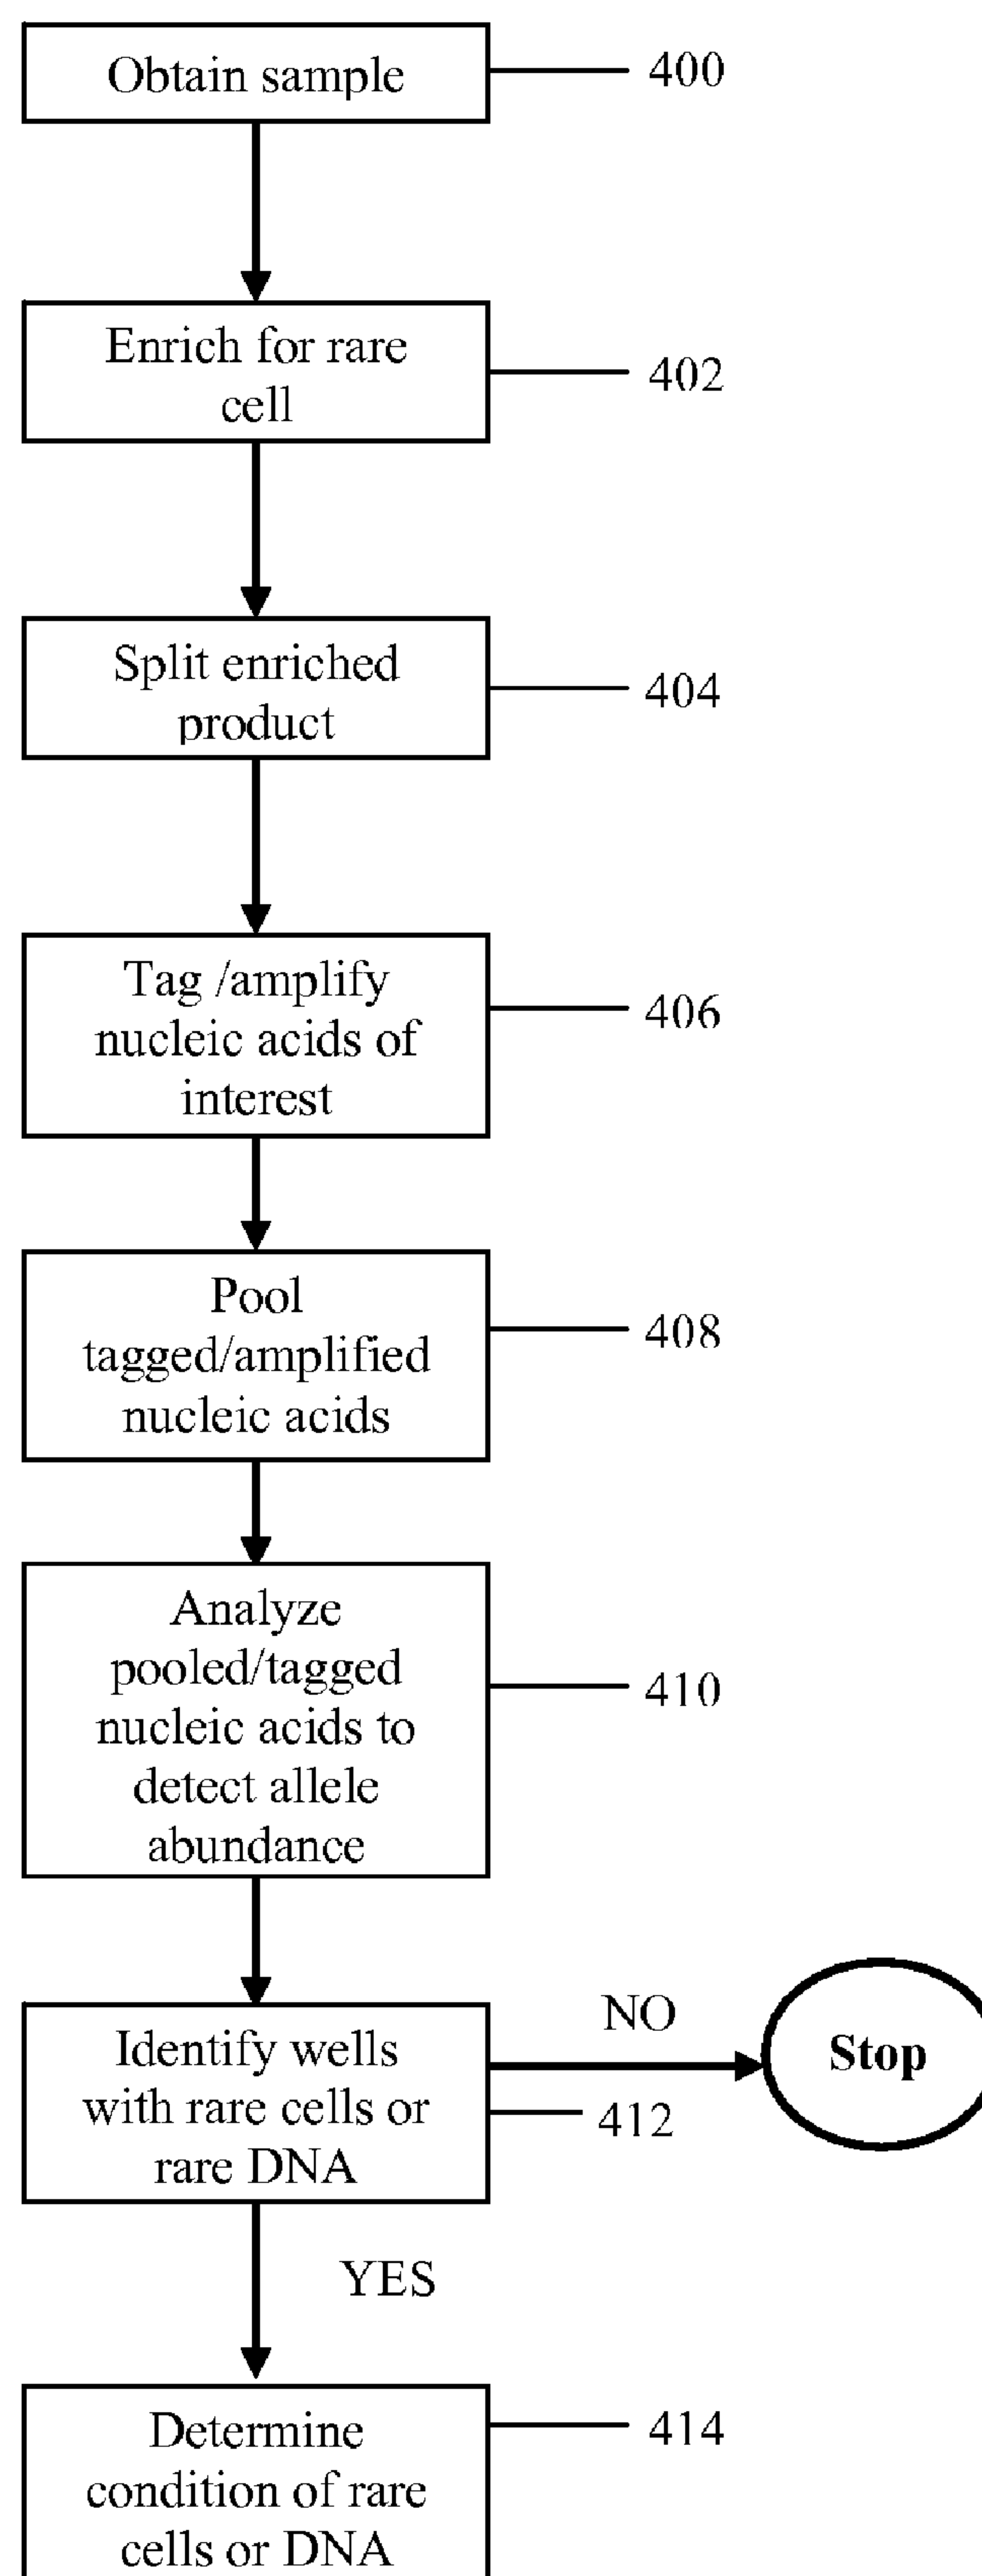 Obtain sample
400
Enrich for rare
cell
402
Split enriched
product
404
Tag /amplify
nucleic acids of
interest
406
Pool
tagged/amplified
nucleic acids
408
Analyze
pooled/tagged
nucleic acids to
detect allele
abundance
410
Identify wells
with rare cells or
rare DNA
NO
Stop
412
YES
Determine
condition of rare
cells or DNA
414